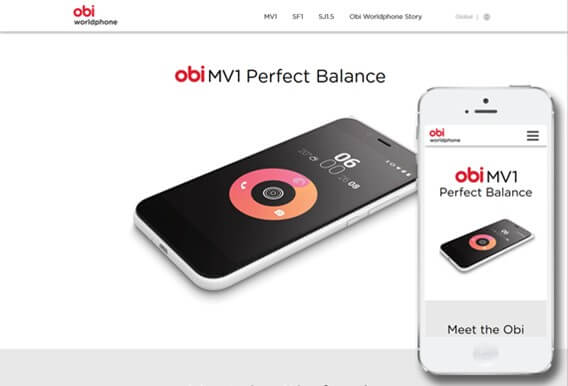 obi
worldphone
MV1 SF1 SJ1.5 Obi Worldphone Story Global |
obi MV1 Perfect Balance
06
00
26 08
obi
worldphone
obi MV1
Perfect Balance
Meet the Obi